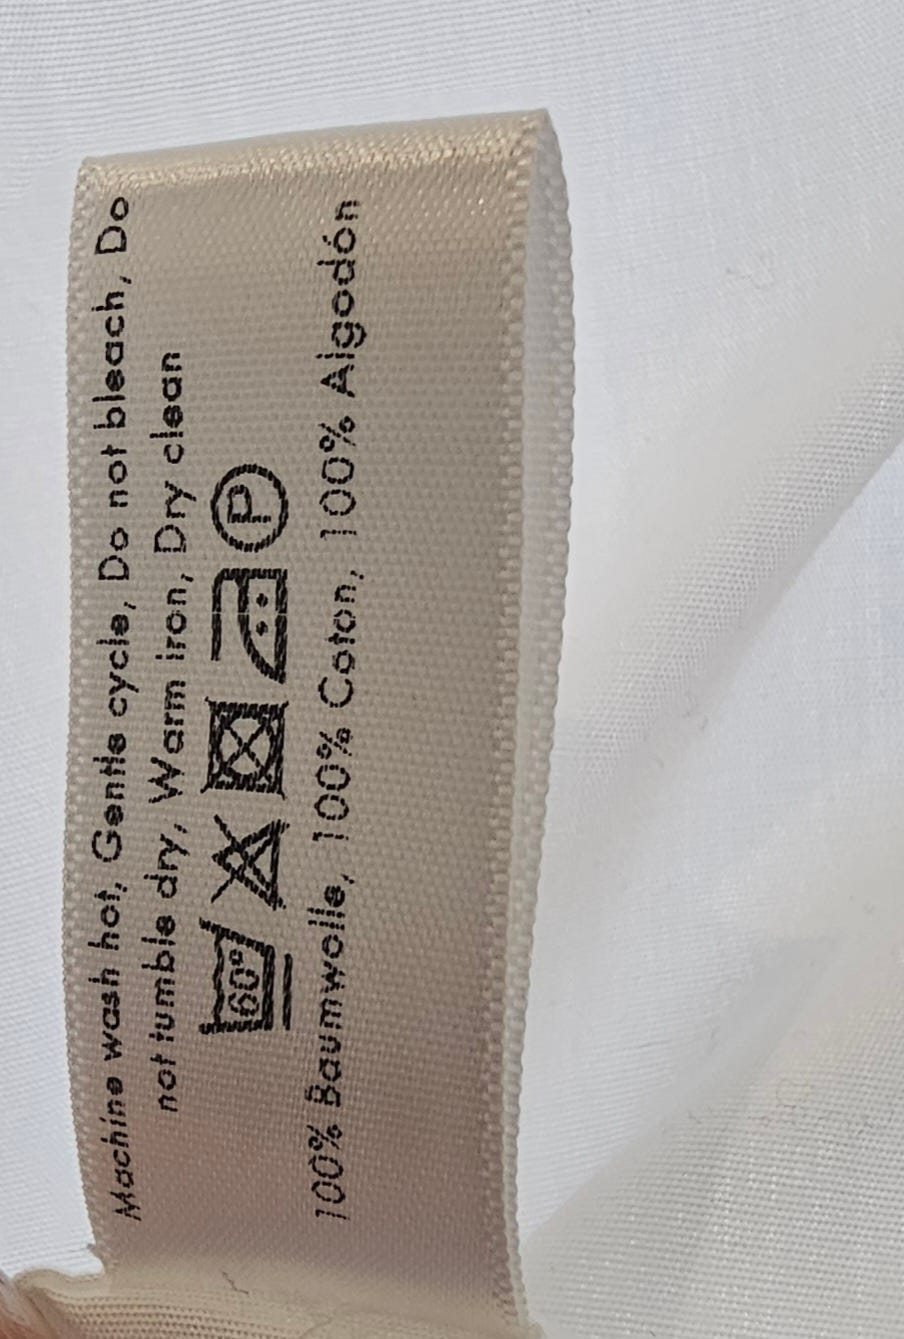 Machine wash hot, Gentle cycle, Do not bleach, Do
not tumble dry, Warm iron, Dry clean
60° P
100% Baumwolle, 100% Coton, 100% Algodón